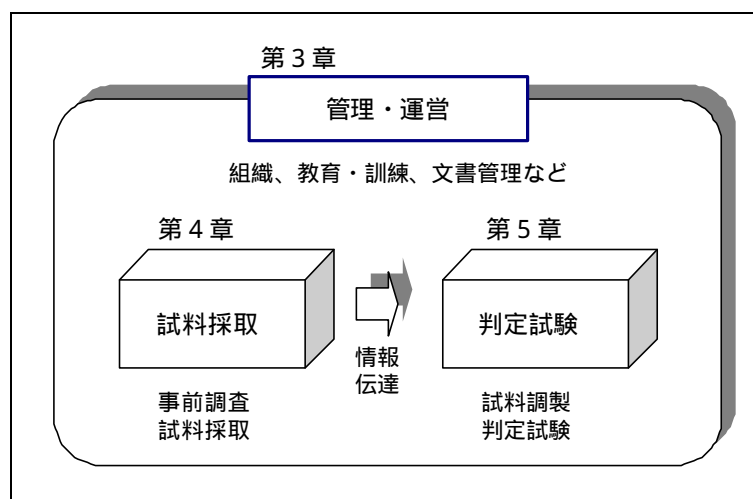 第３章
管理・運営
組織、教育・訓練、文書管理など
第４章
試料採取
事前調査
試料採取
情報
伝達
第５章
判定試験
試料調製
判定試験